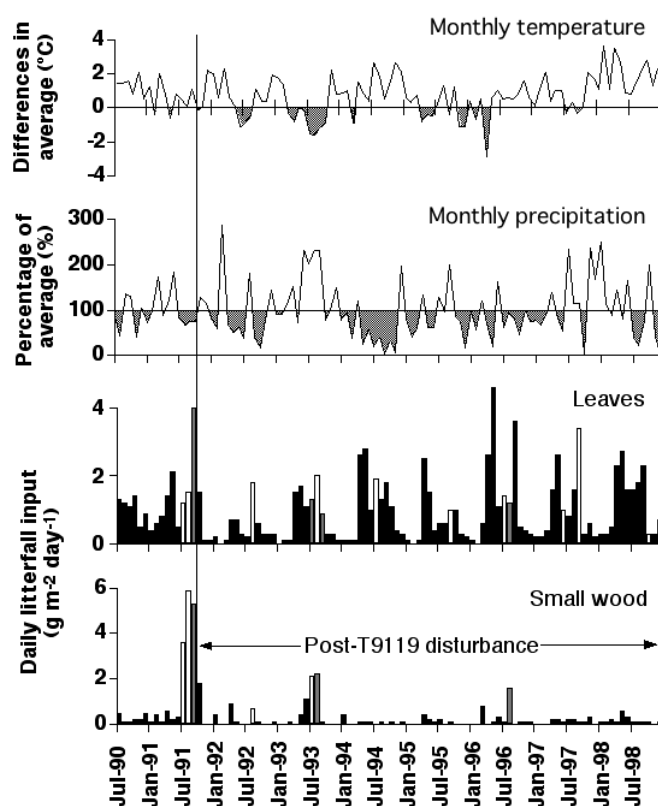 Monthly temperature
Differences in
average (°C)
4
2
0
-2
-4
Monthly precipitation
Percentage of
average (%)
300
200
100
0
Leaves
4
2
0
Daily litterfall input
(g m-2 day-1)
Small wood
6
4
2
0
Post-T9119 disturbance
Jul-90
Jan-91
Jul-91
Jan-92
Jul-92
Jan-93
Jul-93
Jan-94
Jul-94
Jan-95
Jul-95
Jan-96
Jul-96
Jan-97
Jul-97
Jan-98
Jul-98